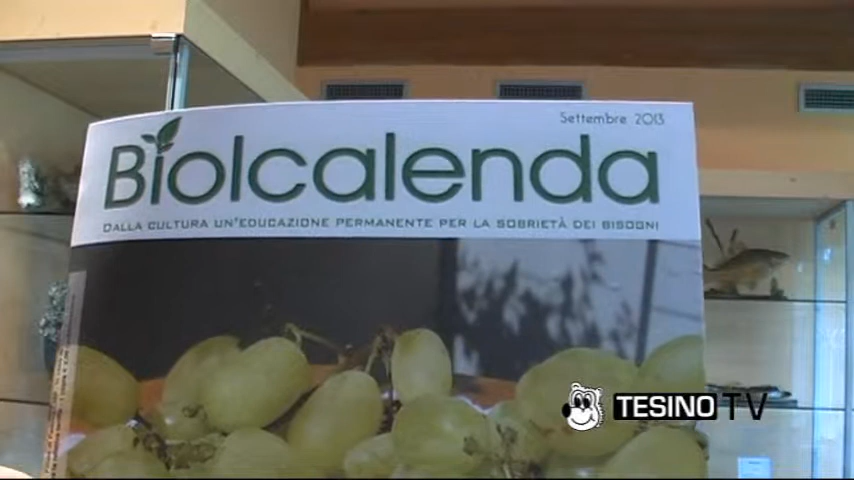 Settembre 2013
Biolcalenda
DALLA CULTURA UN'EDUCAZIONE PERMANENTE PER LA SOBRIETÀ DEI BISOGNI
TESINO TV